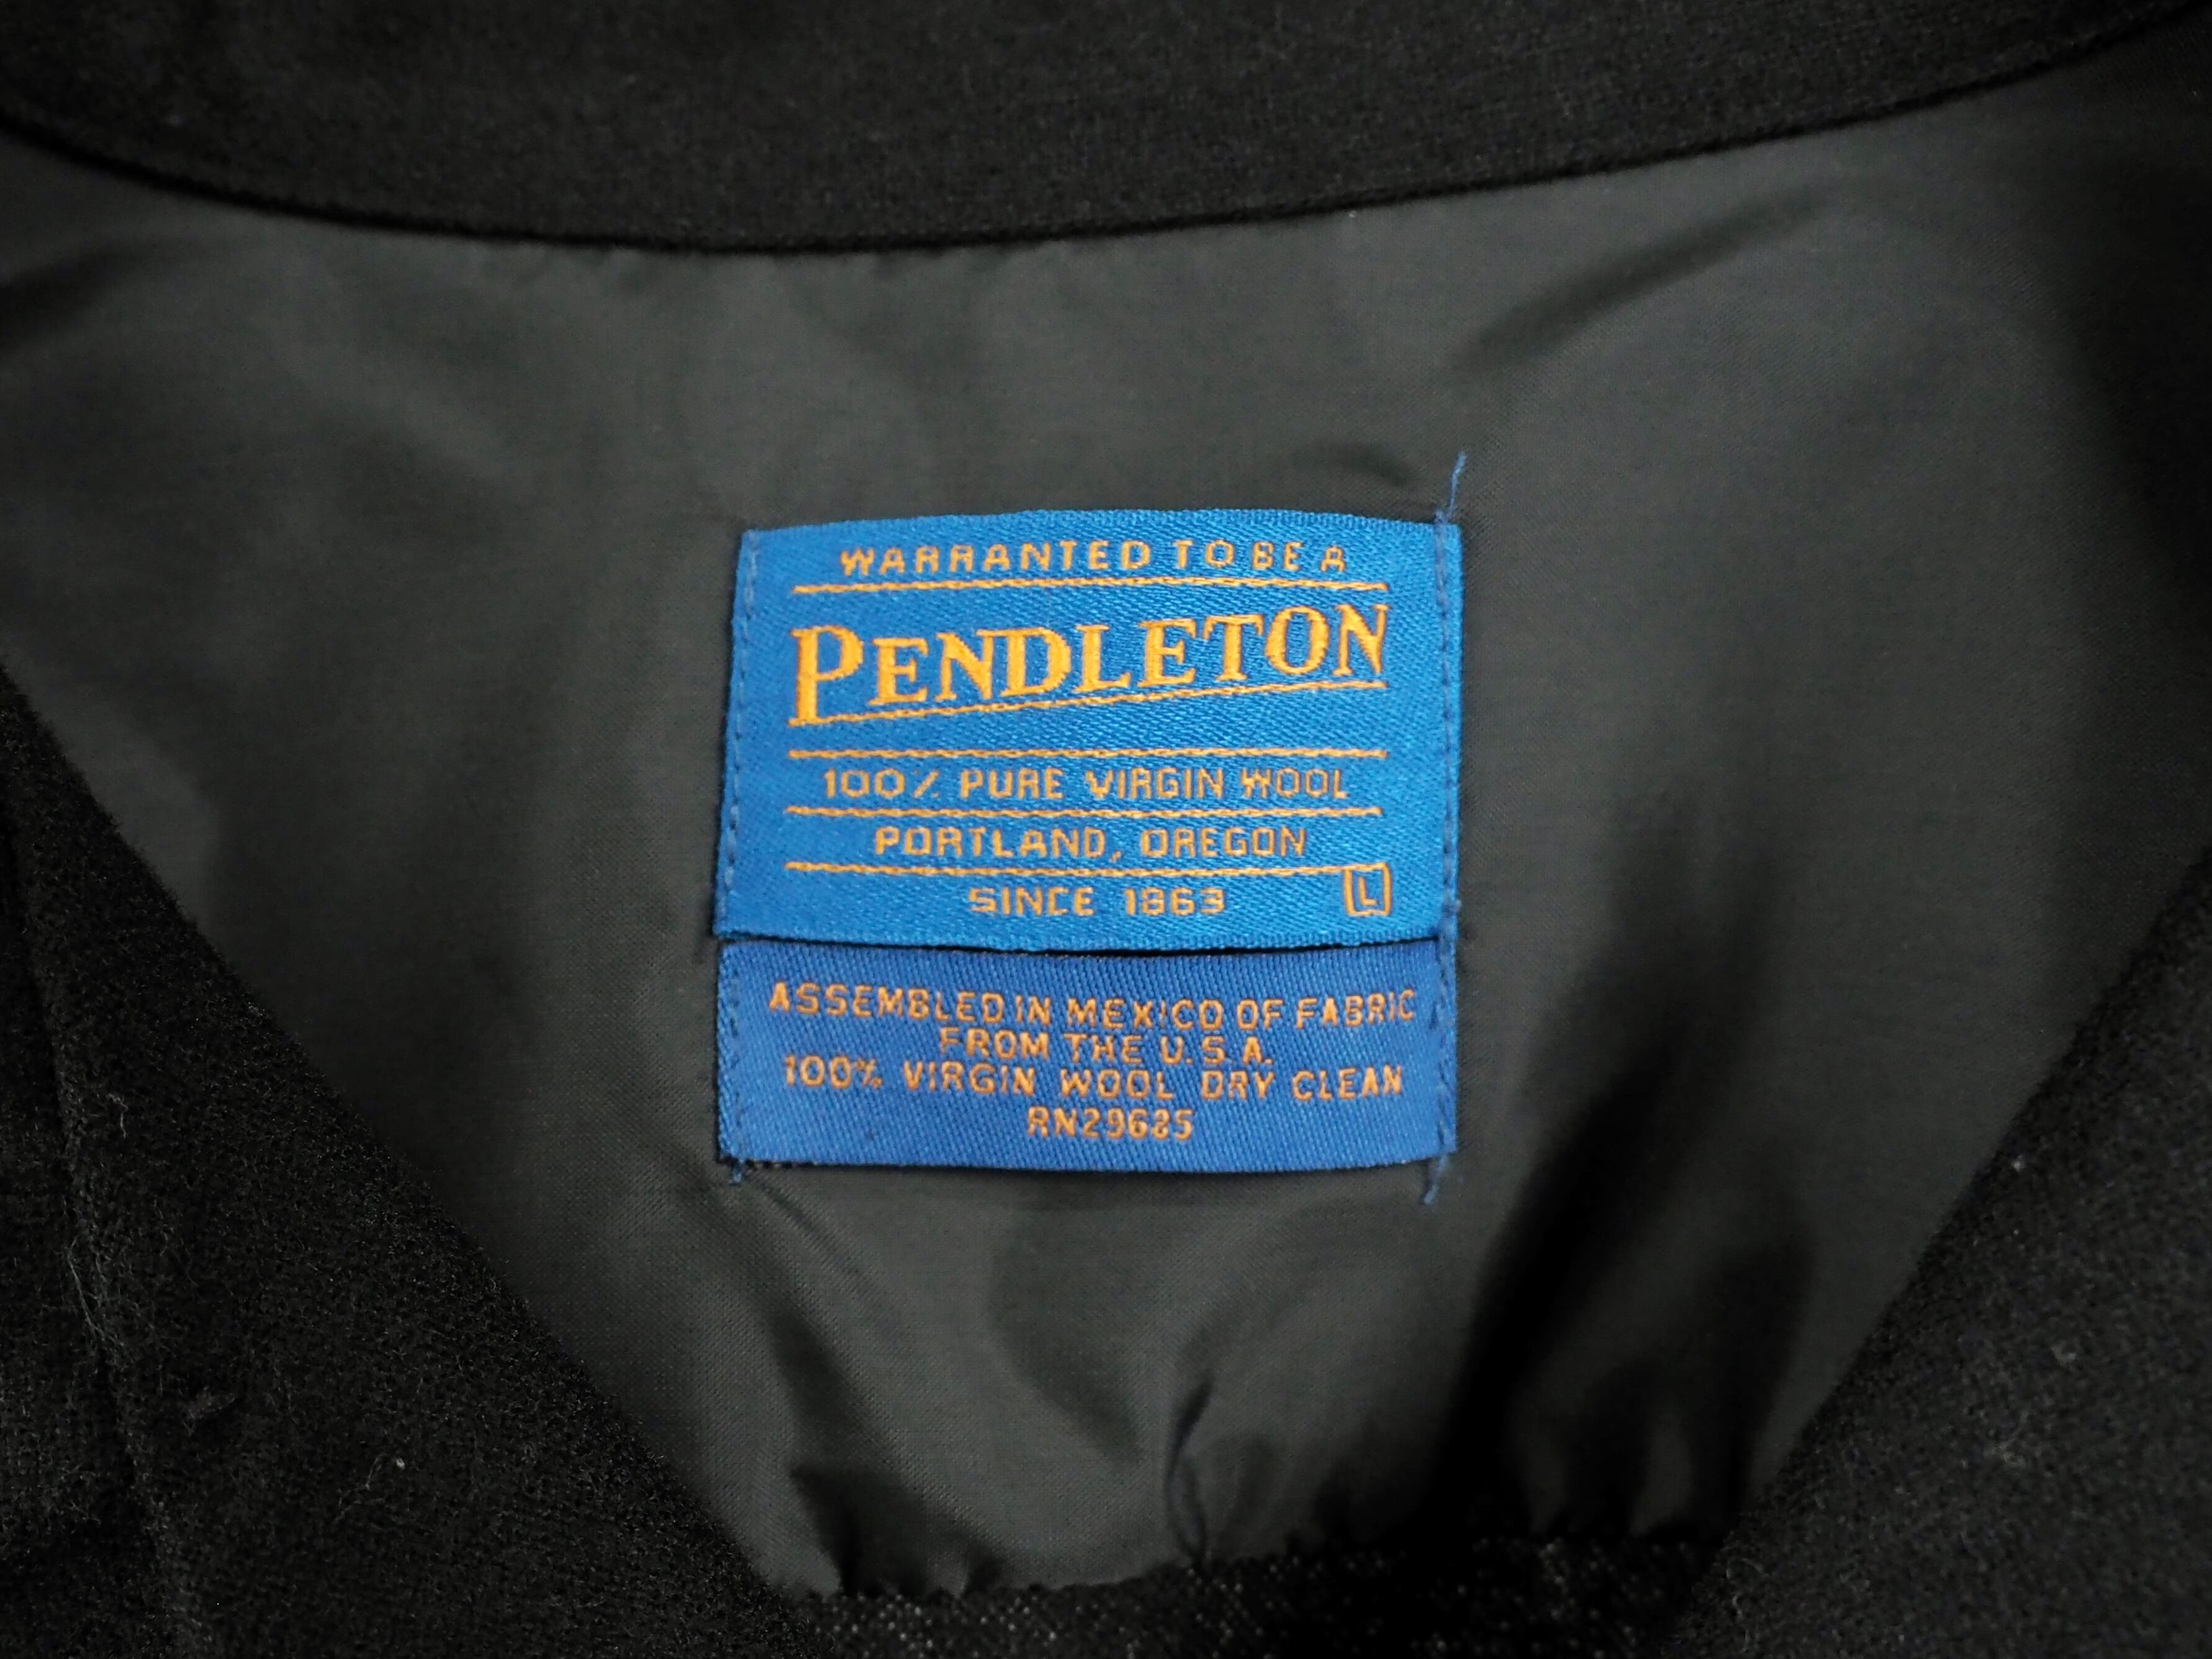 WARRANTED TO BE A
PENDLETON
100% PURE VIRGIN WOOL
PORTLAND, OREGON
SINCE 1863
L
ASSEMBLED IN MEXICO OF FABRIC
FROM THE U.S.A.
100% VIRGIN WOOL DRY CLEAN
RN29685